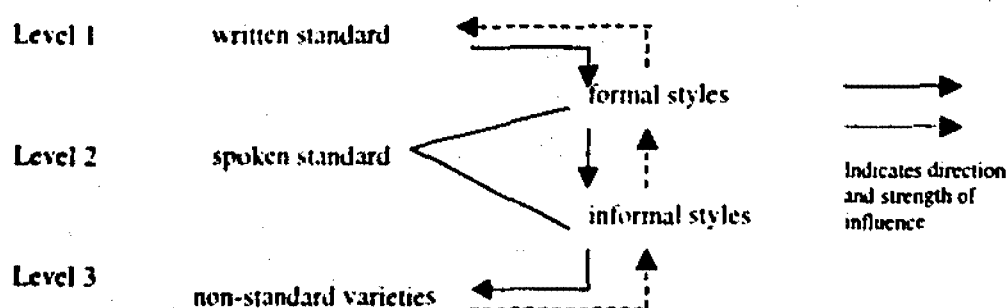 Level 1 written standard
formal styles
Level 2 spoken standard
Indicates direction
and strength of
influence
informal styles
Level 3
non-standard varieties